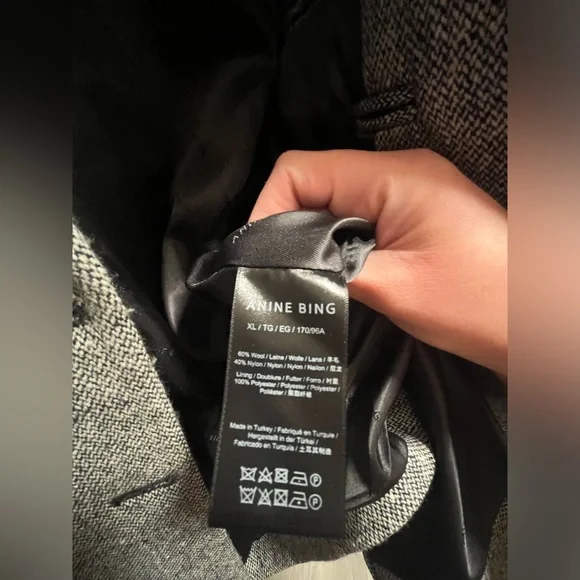 ANINE BING
XL / TG / EG / 170/96A
60% Wool / Laine / Wolle / Lana / 羊毛
40% Nylon / Nylon / Nylon / Nailon / 尼龙
Lining / Doublure / Futter / Forro / 衬里
100% Polyester / Polyester / Polyester /
Poliéster / 聚酯纤维
Made in Turkey / Fabriqué en Turquie /
Hergestellt in der Türkei /
Fabricado en Turquía / 土耳其制造